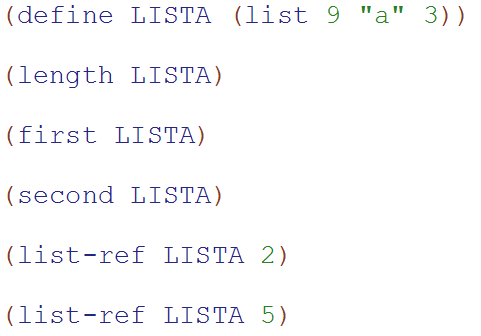 (define LISTA (list 9 "a" 3))
(length LISTA)
(first LISTA)
(second LISTA)
(list-ref LISTA 2)
(list-ref LISTA 5)